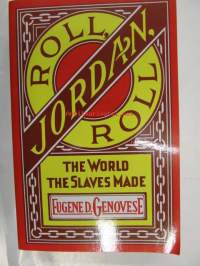 ROLL,
JORDAN,
ROLL
THE WORLD
THE SLAVES MADE
EUGENE D. GENOVESE